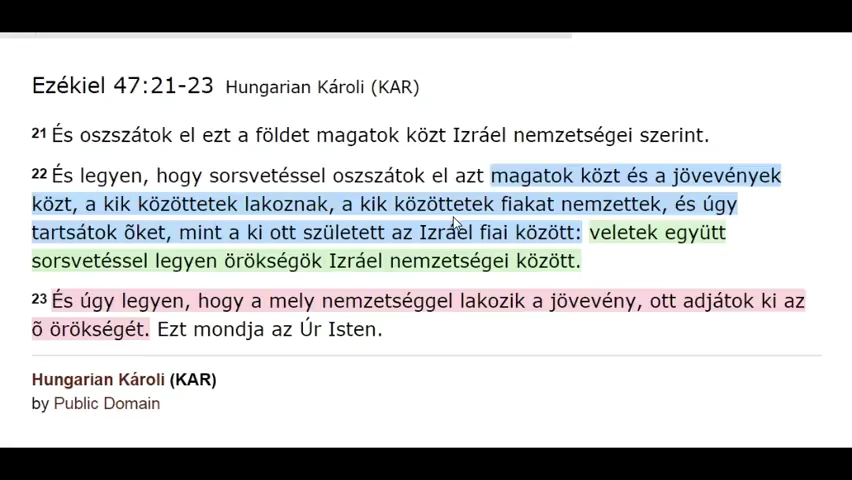 Ezékiel 47:21-23 Hungarian Károli (KAR)
21 És oszszátok el ezt a földet magatok közt Izráel nemzetségei szerint.
22 És legyen, hogy sorsvetéssel oszszátok el azt magatok közt és a jövevények
közt, a kik közöttetek lakoznak, a kik közöttetek fiakat nemzettek, és úgy
tartsátok õket, mint a ki ott született az Izráel fiai között: veletek együtt
sorsvetéssel legyen örökségök Izráel nemzetségei között.
23 És úgy legyen, hogy a mely nemzetséggel lakozik a jövevény, ott adjátok ki az
õ örökségét. Ezt mondja az Úr Isten.
Hungarian Károli (KAR)
by Public Domain